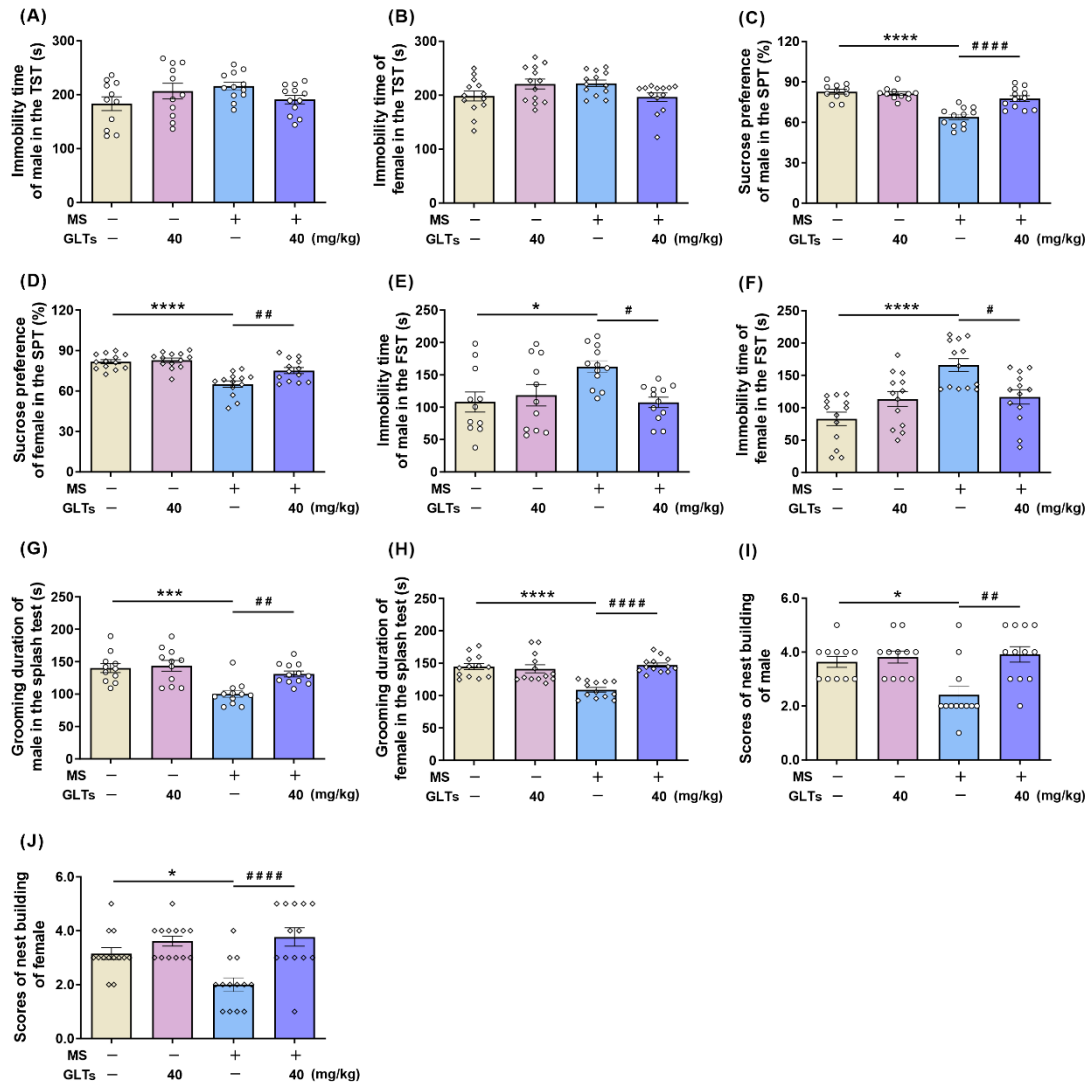 (A)
Immobility time
of male in the TST (s)
300
200
100
0
MS — — + +
GLTs — 40 — 40 (mg/kg)
(B)
Immobility time of
female in the TST (s)
300
200
100
0
MS — — + +
GLTs — 40 — 40 (mg/kg)
(C)
Sucrose preference
of male in the SPT (%)
120
90
60
30
0
**** ####
MS — — + +
GLTs — 40 — 40 (mg/kg)
(D)
Sucrose preference
of female in the SPT (%)
120
90
60
30
0
**** ##
MS — — + +
GLTs — 40 — 40 (mg/kg)
(E)
Immobility time
of male in the FST (s)
250
200
150
100
50
0
* #
MS — — + +
GLTs — 40 — 40 (mg/kg)
(F)
Immobility time of
female in the FST (s)
250
200
150
100
50
0
**** #
MS — — + +
GLTs — 40 — 40 (mg/kg)
(G)
Grooming duration of
male in the splash test (s)
250
200
150
100
50
0
*** ##
MS — — + +
GLTs — 40 — 40 (mg/kg)
(H)
Grooming duration of
female in the splash test (s)
250
200
150
100
50
0
**** ####
MS — — + +
GLTs — 40 — 40 (mg/kg)
(I)
Scores of nest building
of male
6.0
4.0
2.0
0.0
* ##
MS — — + +
GLTs — 40 — 40 (mg/kg)
(J)
Scores of nest building
of female
6.0
4.0
2.0
0.0
* ####
MS — — + +
GLTs — 40 — 40 (mg/kg)